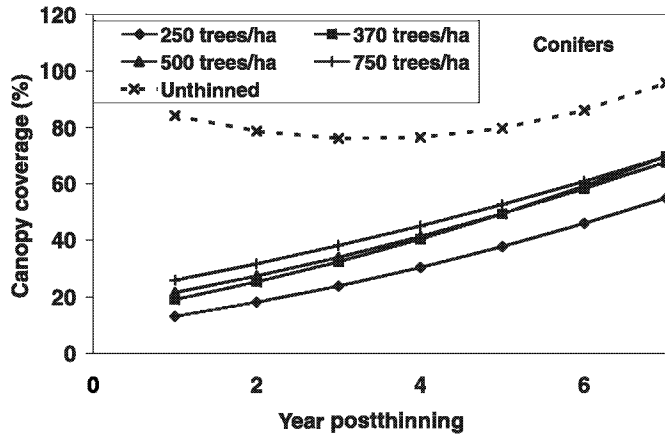 250 trees/ha 370 trees/ha
500 trees/ha 750 trees/ha
Unthinned
Conifers
Canopy coverage (%)
120
100
80
60
40
20
0
0 2 4 6
Year postthinning